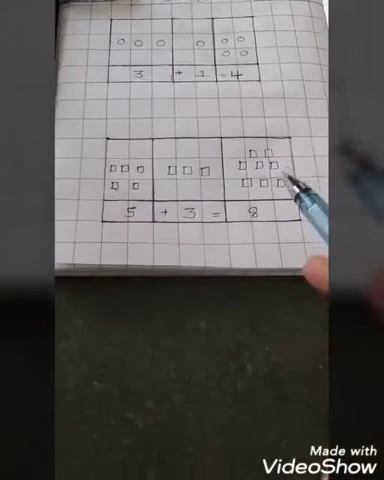 3 + 1 = 4
5 + 3 = 8
Made with
VideoShow